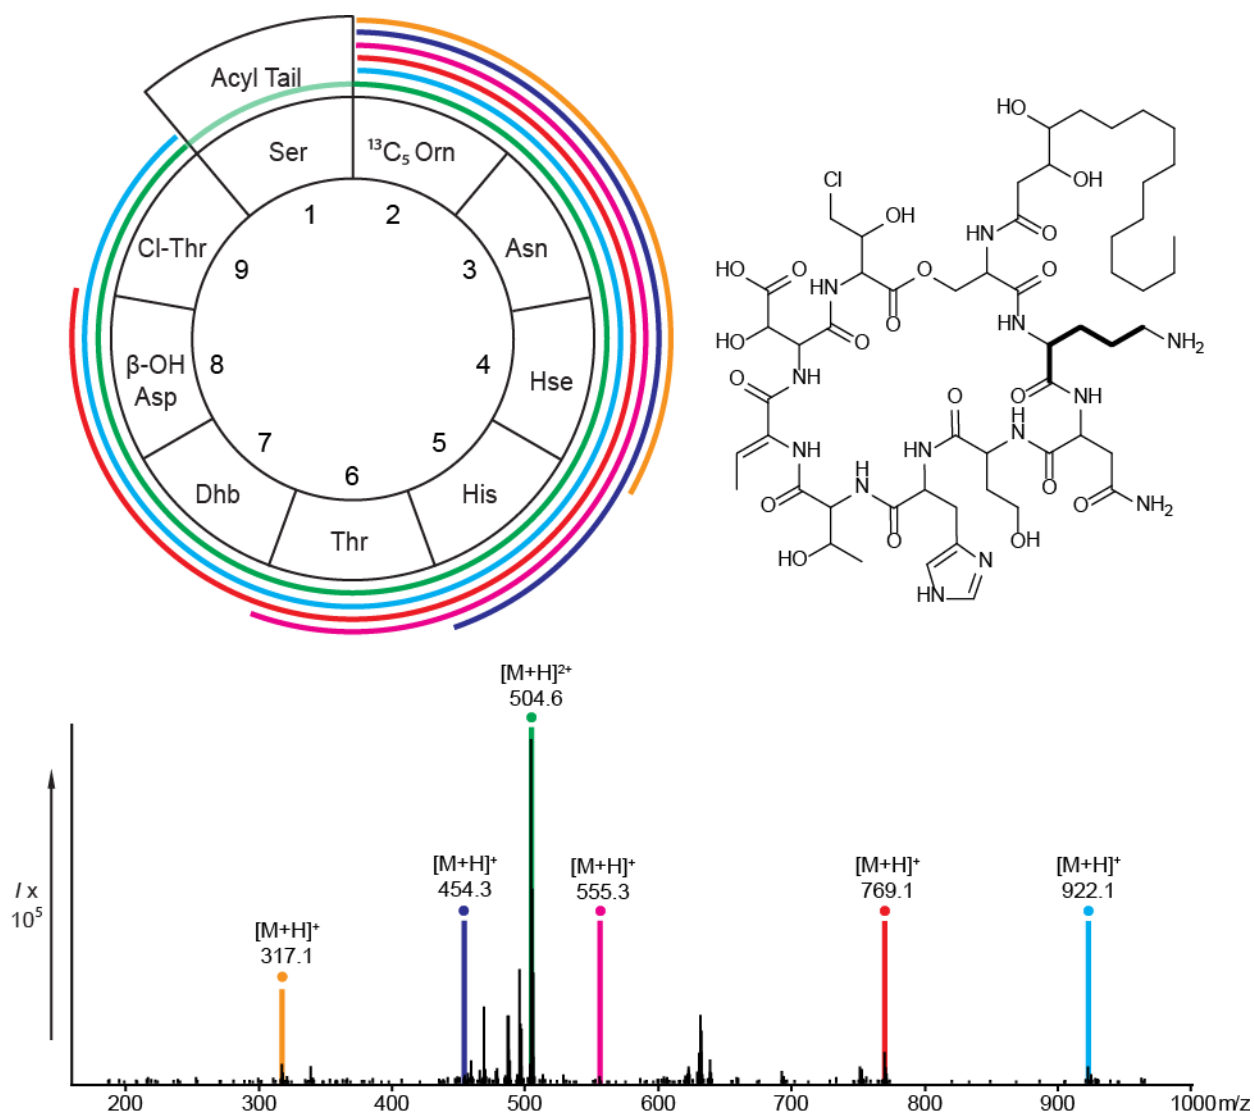 Acyl Tail
Ser
¹³C₅ Orn
Asn
Hse
His
Thr
Dhb
β-OH
Asp
Cl-Thr
1
2
3
4
5
6
7
8
9
HO
OH
Cl
OH
HN
O
HO
O
HN
O
O
O
HN
NH₂
HO
O
NH
O
O
NH
O
O
H
N
O
NH
HN
O
NH₂
O
H
N
O
OH
HO
N
HN
[M+H]²⁺
504.6
[M+H]⁺
454.3
[M+H]⁺
555.3
[M+H]⁺
769.1
[M+H]⁺
922.1
[M+H]⁺
317.1
I x
10⁵
200 300 400 500 600 700 800 900 1000 m/z